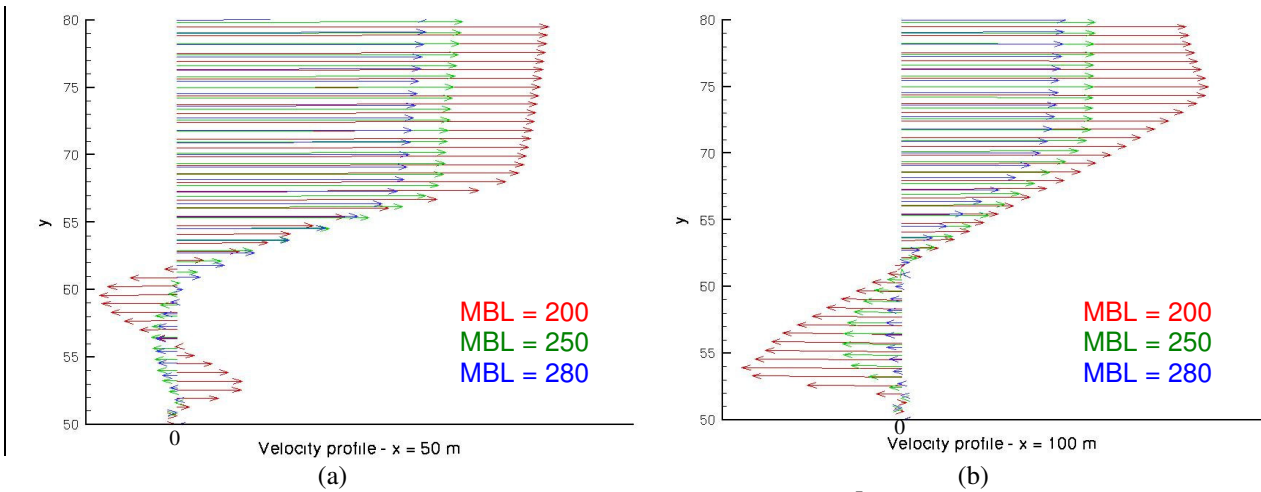 80
75
70
65
60
55
50
y
MBL = 200
MBL = 250
MBL = 280
0
Velocity profile - x = 50 m
(a)
80
75
70
65
60
55
50
y
MBL = 200
MBL = 250
MBL = 280
0
Velocity profile - x = 100 m
(b)